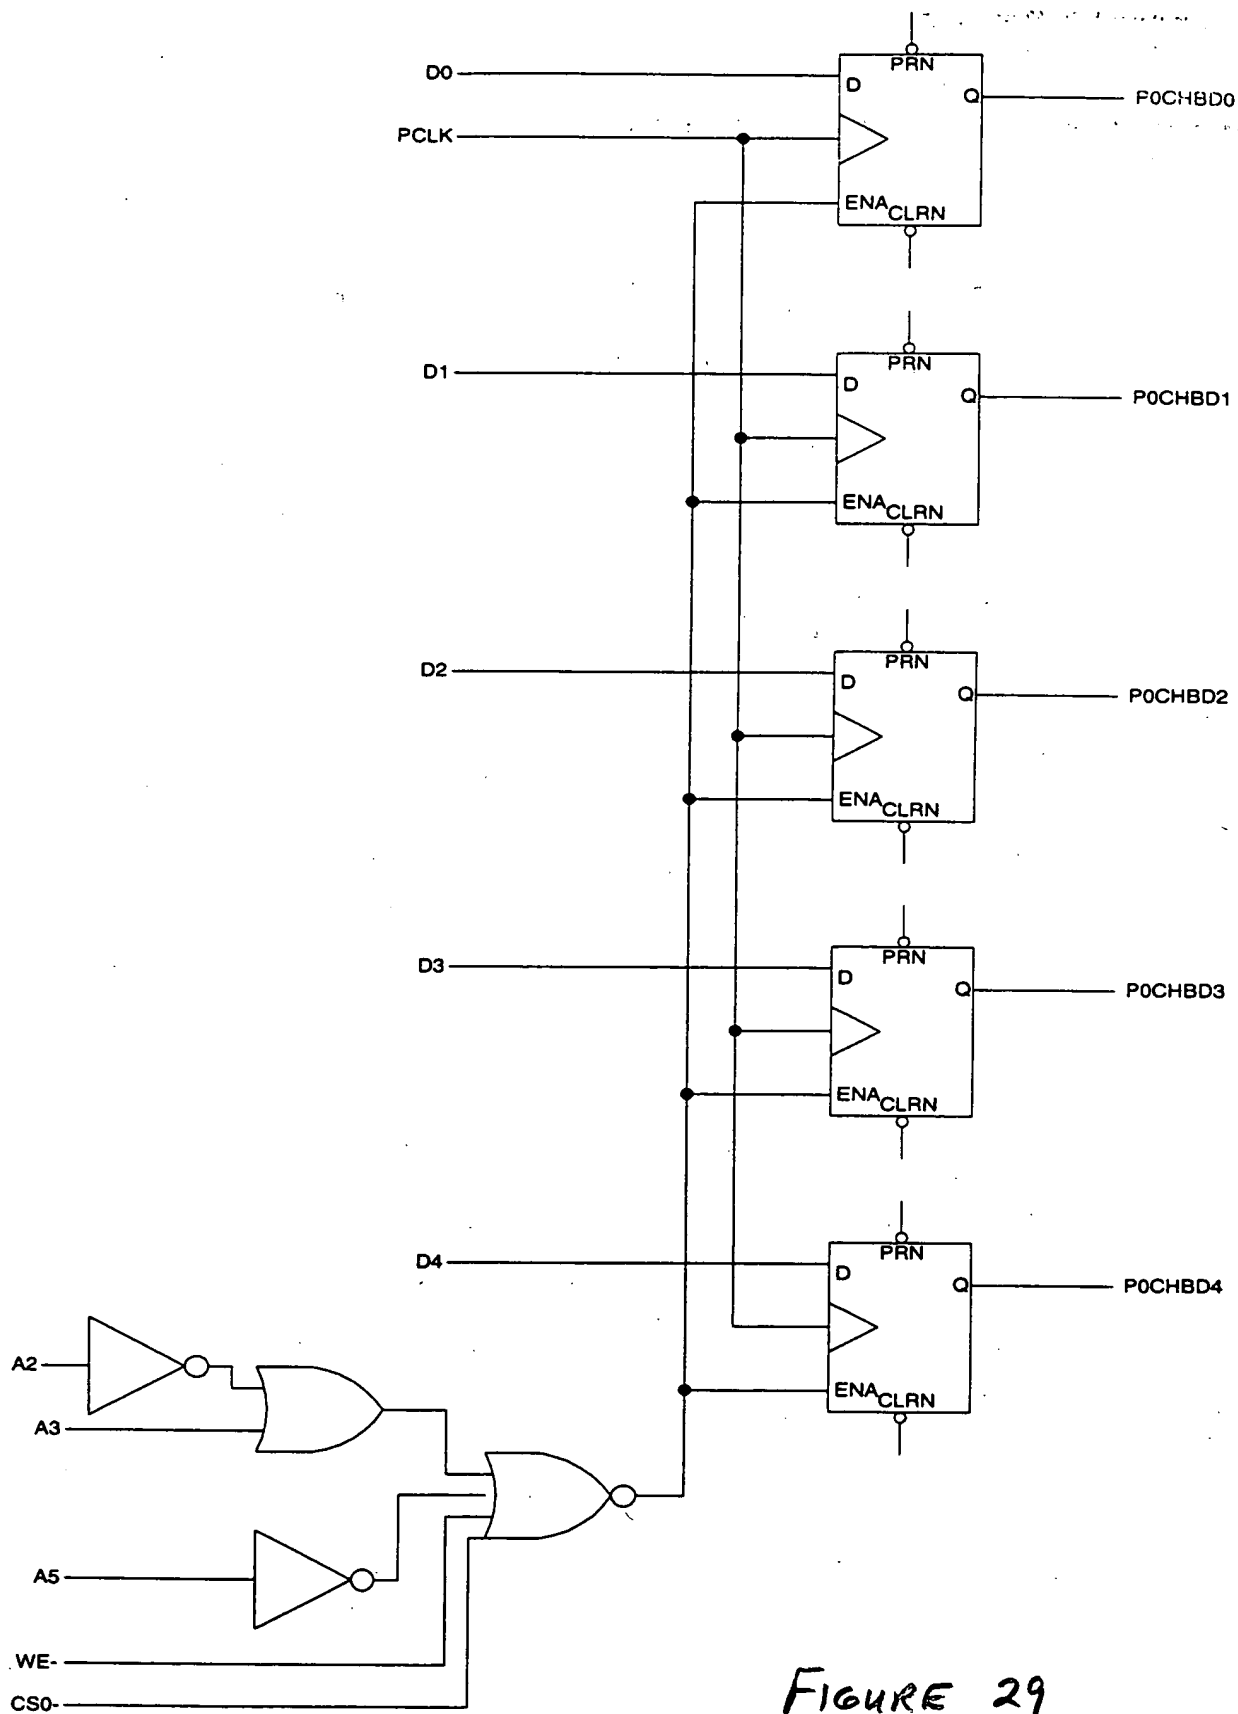 PRN
D0
D
Q
P0CHBD0
PCLK
ENA
CLRN
PRN
D1
D
Q
P0CHBD1
ENA
CLRN
PRN
D2
D
Q
P0CHBD2
ENA
CLRN
PRN
D3
D
Q
P0CHBD3
ENA
CLRN
PRN
D4
D
Q
P0CHBD4
A2
ENA
CLRN
A3
A5
WE-
CS0-
FIGURE 29